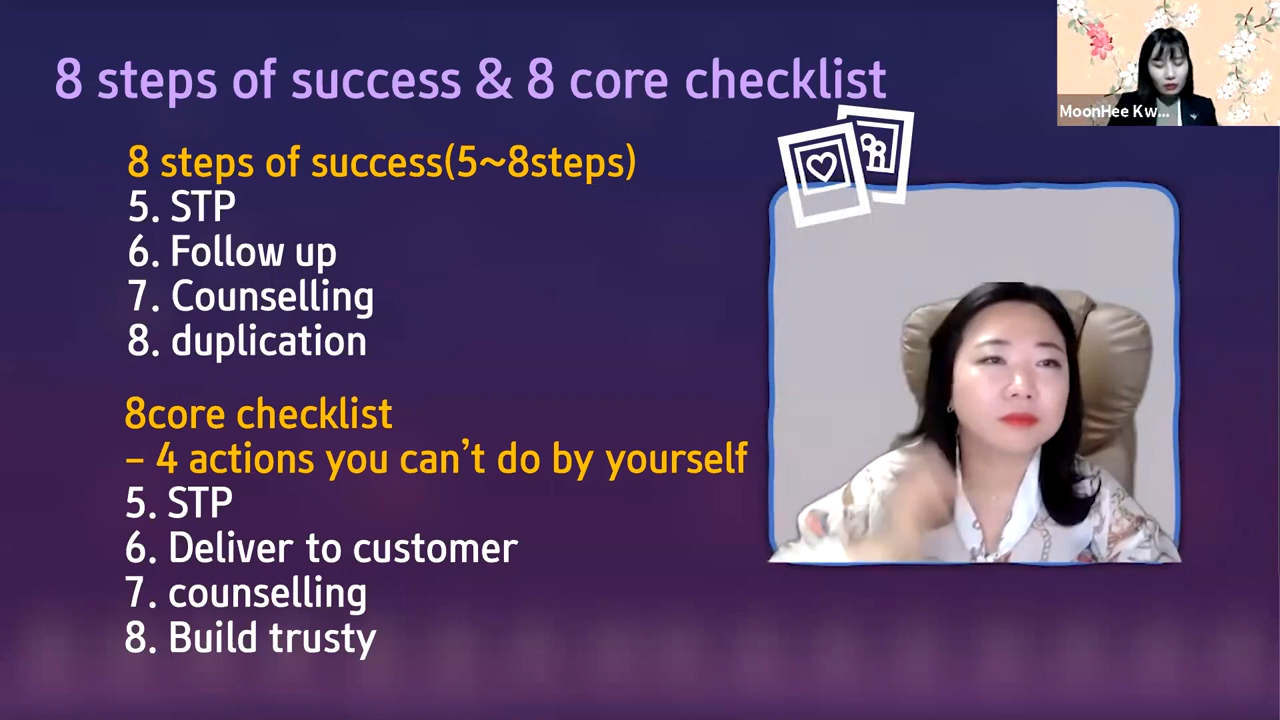 8 steps of success & 8 core checklist
MoonHee Kw...
8 steps of success(5~8steps)
5. STP
6. Follow up
7. Counselling
8. duplication
8core checklist
– 4 actions you can’t do by yourself
5. STP
6. Deliver to customer
7. counselling
8. Build trusty